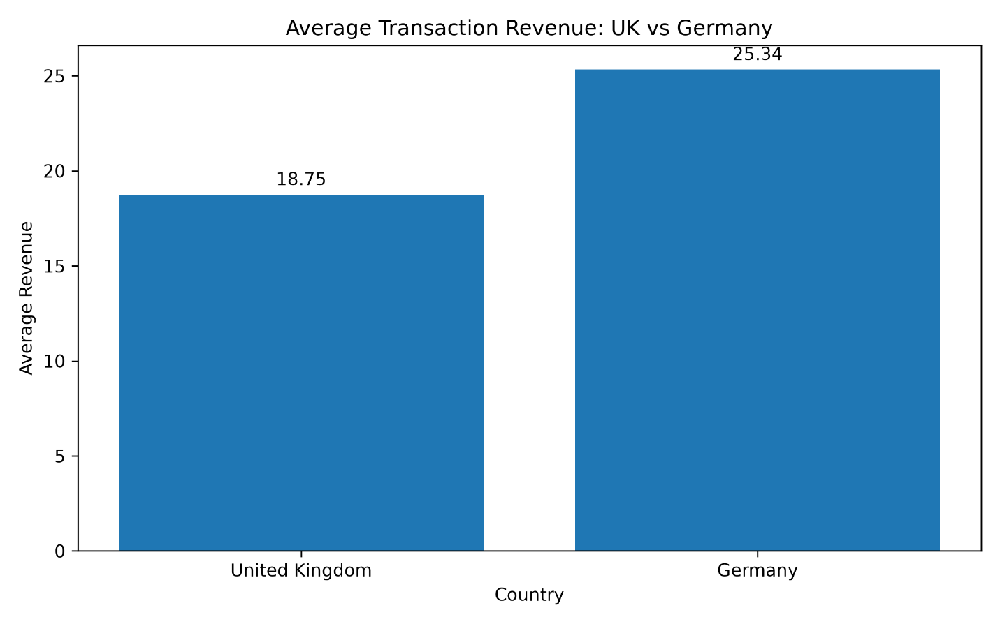 Average Transaction Revenue: UK vs Germany
25.34
25
20
18.75
15
Average Revenue
10
5
0
United Kingdom
Germany
Country